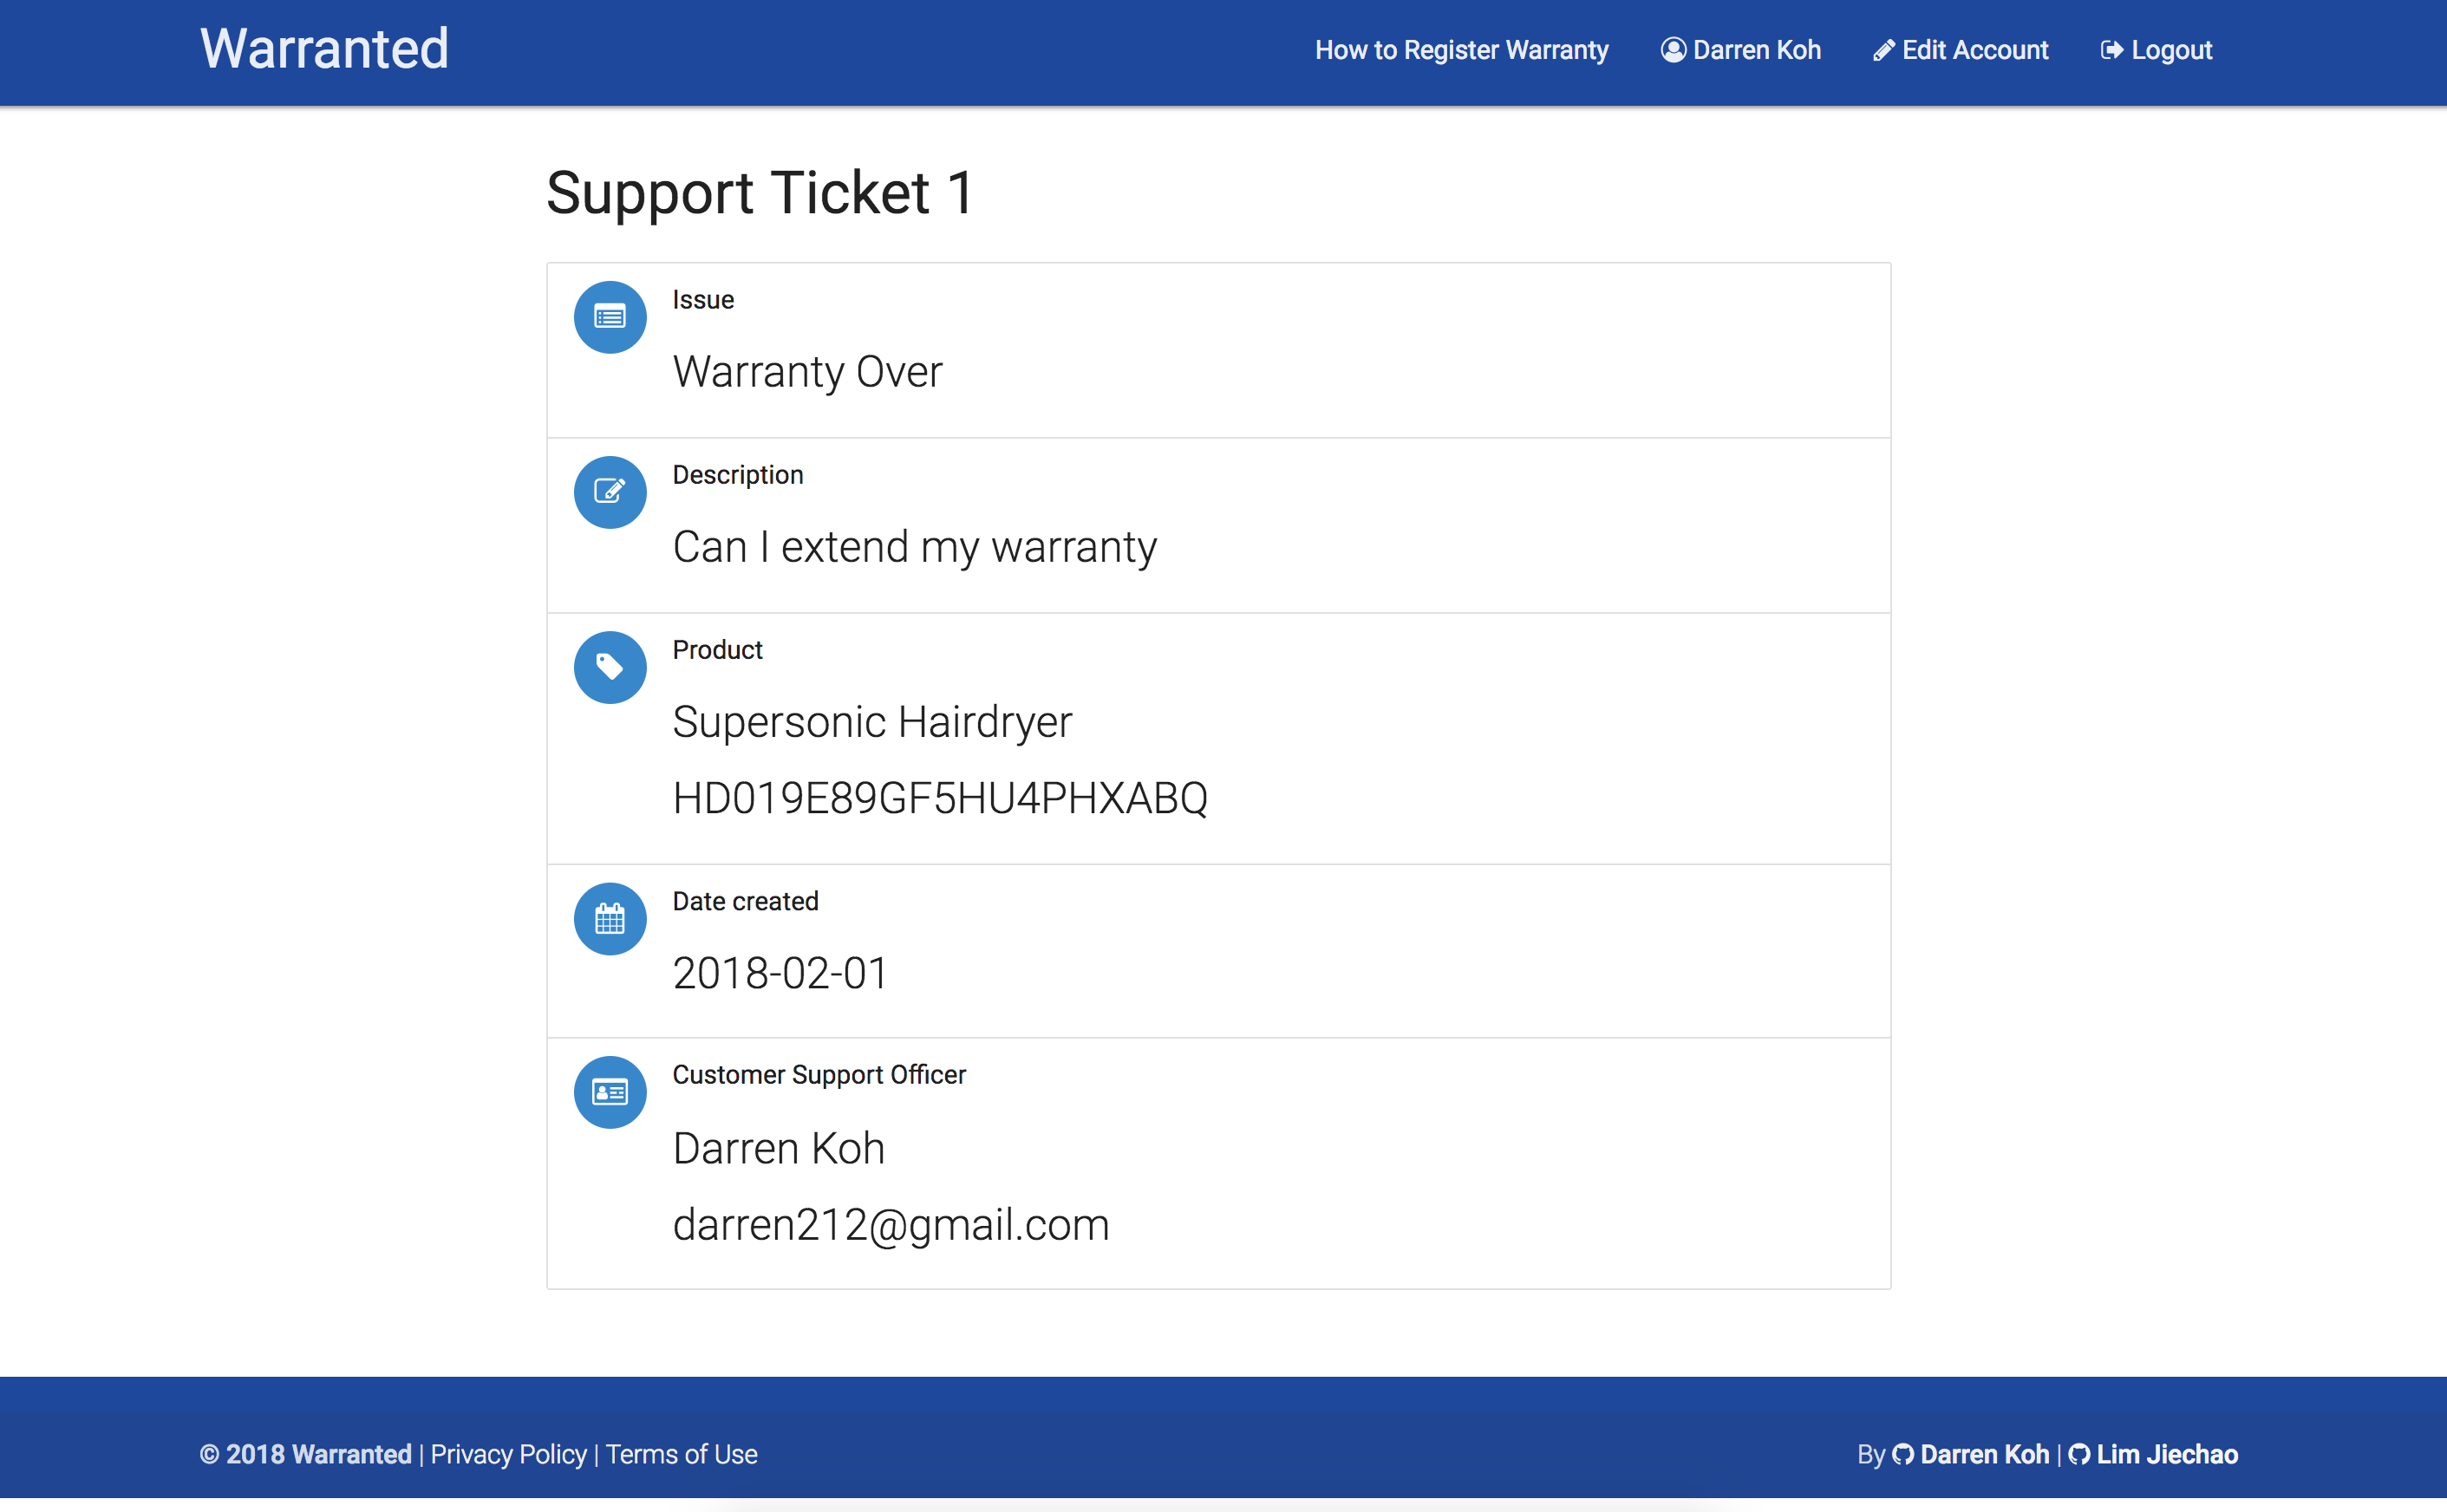 Warranted
How to Register Warranty Darren Koh Edit Account Logout
Support Ticket 1
Issue
Warranty Over
Description
Can I extend my warranty
Product
Supersonic Hairdryer
HD019E89GF5HU4PHXABQ
Date created
2018-02-01
Customer Support Officer
Darren Koh
darren212@gmail.com
© 2018 Warranted | Privacy Policy | Terms of Use
By Darren Koh | Lim Jiechao